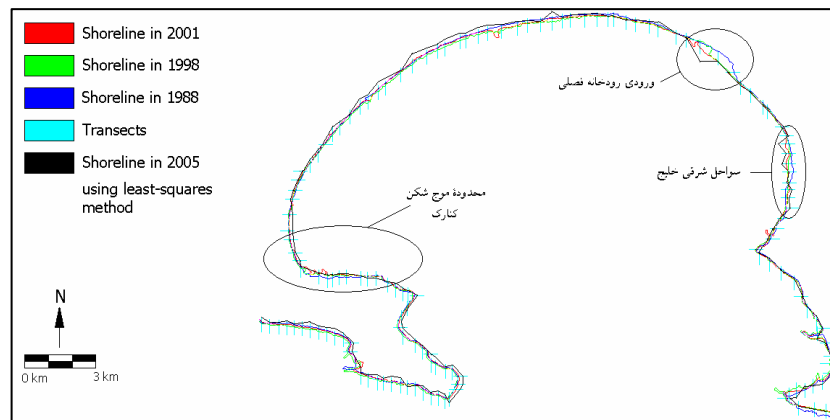 Shoreline in 2001
Shoreline in 1998
Shoreline in 1988
Transects
Shoreline in 2005
using least-squares
method
ورودی رودخانه فصلی
سواحل شرقی خلیج
محدودۀ موج شکن
کنارک
N
0 km 3 km